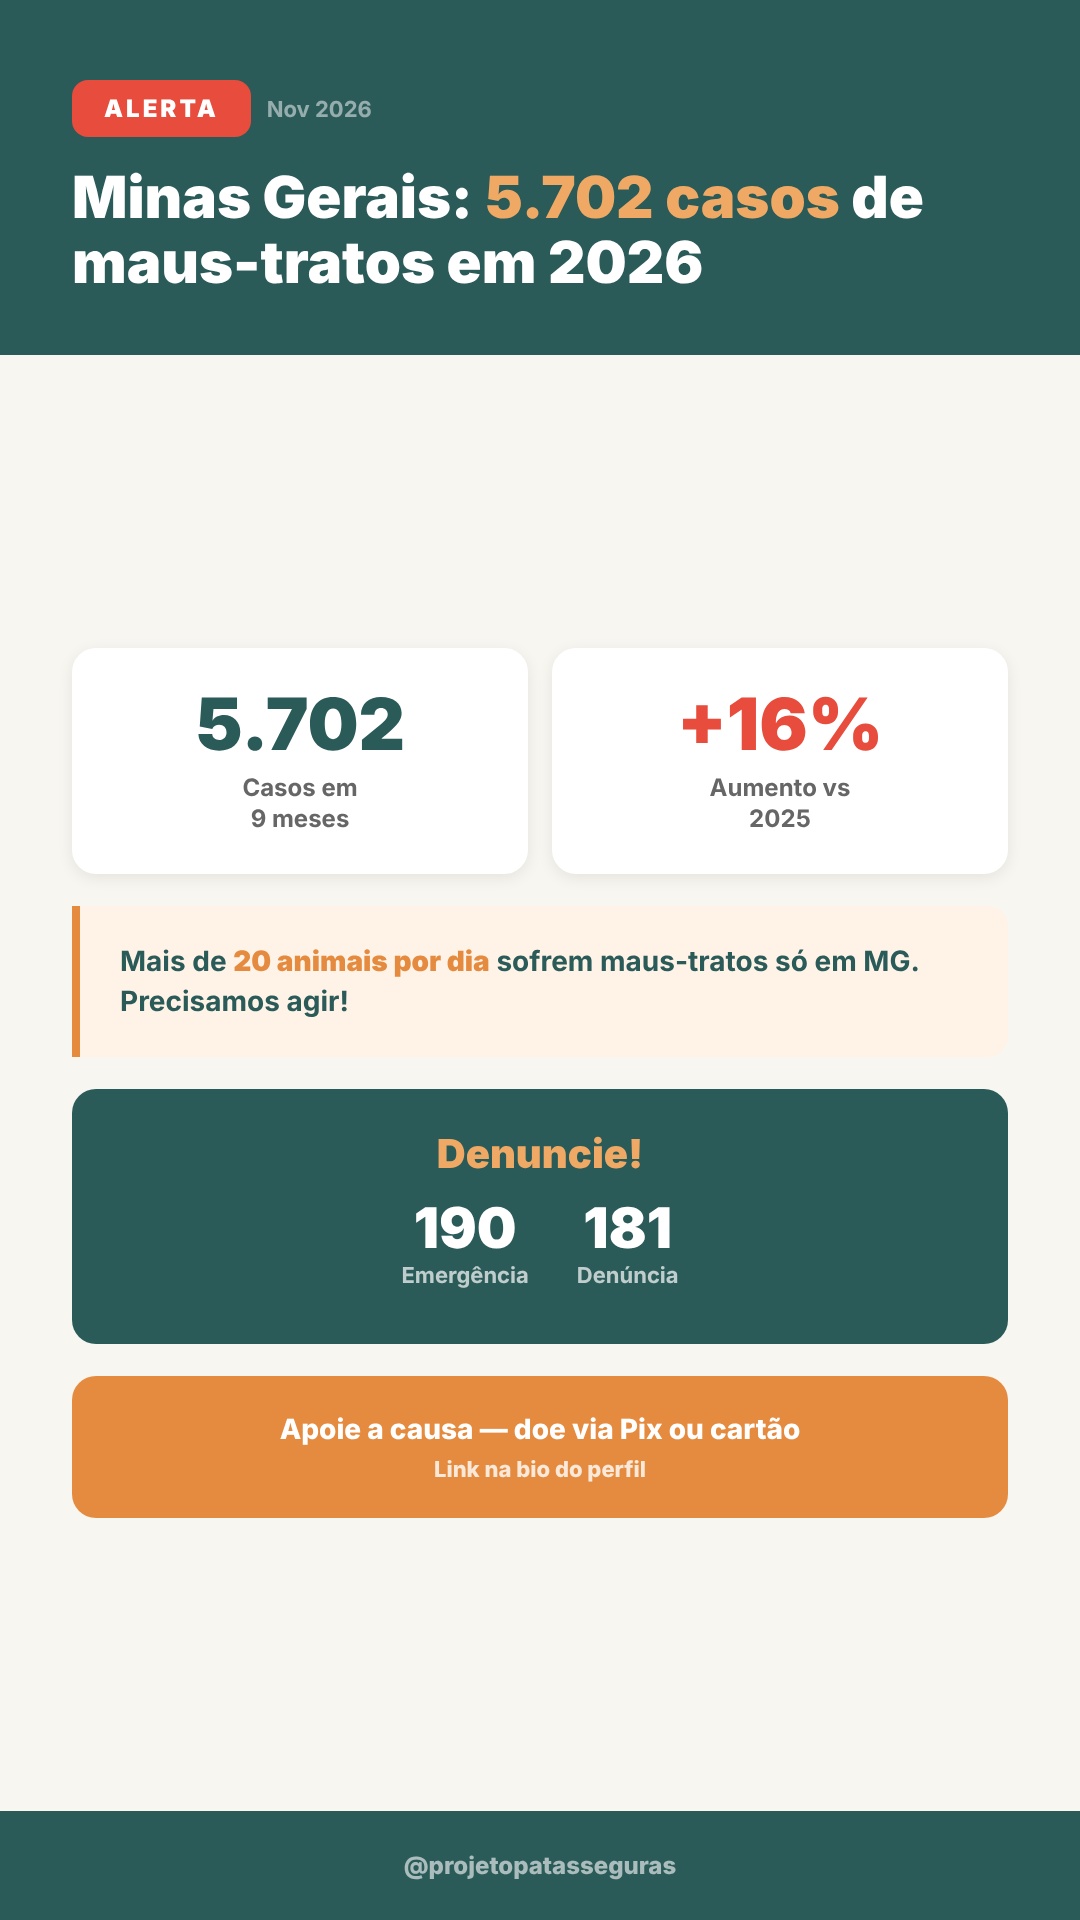 ALERTA
Nov 2026
Minas Gerais: 5.702 casos de
maus-tratos em 2026
5.702
Casos em
9 meses
+16%
Aumento vs
2025
Mais de 20 animais por dia sofrem maus-tratos só em MG.
Precisamos agir!
Denuncie!
190
Emergência
181
Denúncia
Apoie a causa — doe via Pix ou cartão
Link na bio do perfil
@projetopatasseguras